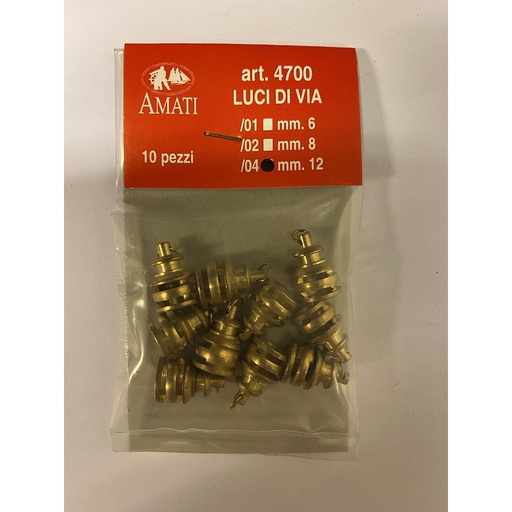 AMATI
10 pezzi
art. 4700
LUCI DI VIA
/01 mm. 6
/02 mm. 8
/04 mm. 12